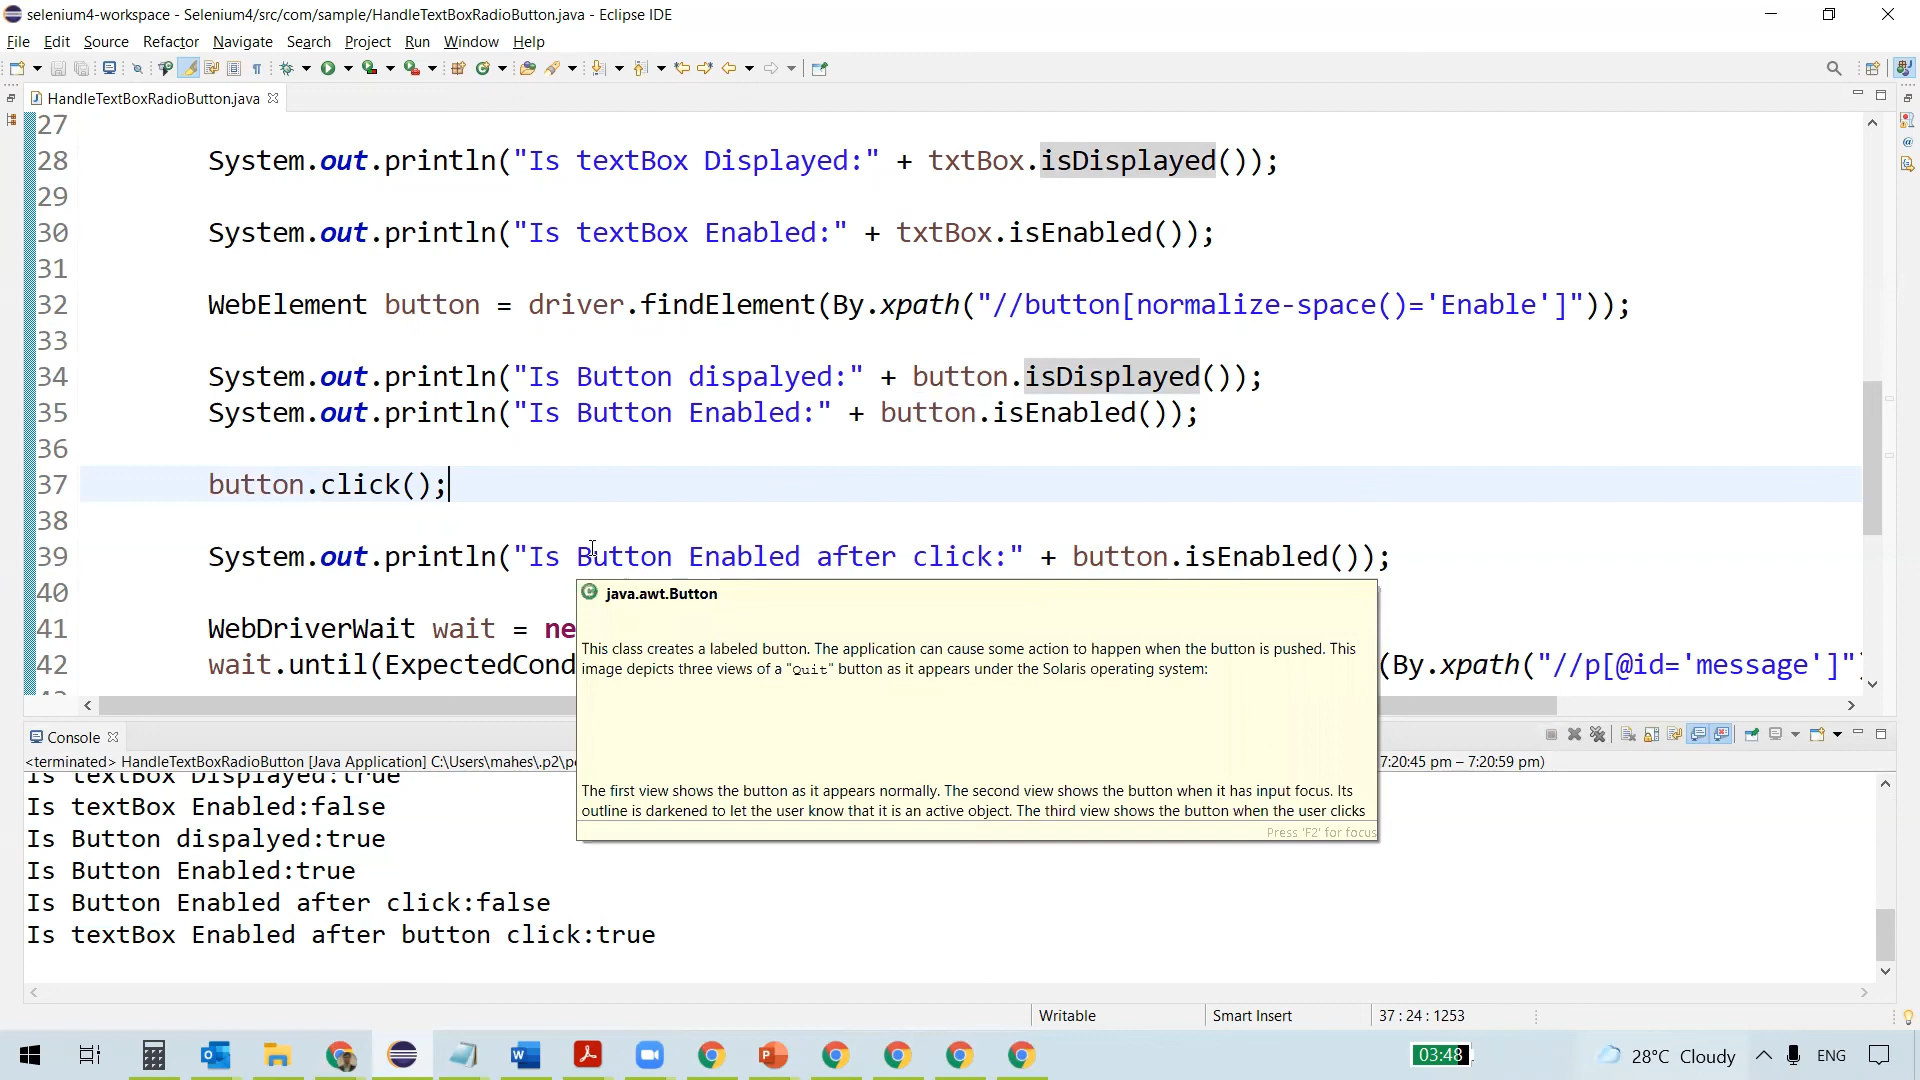 selenium4-workspace - Selenium4/src/com/sample/HandleTextBoxRadioButton.java - Eclipse IDE
File Edit Source Refactor Navigate Search Project Run Window Help
HandleTextBoxRadioButton.java
27
28 System.out.println("Is textBox Displayed:" + txtBox.isDisplayed());
29
30 System.out.println("Is textBox Enabled:" + txtBox.isEnabled());
31
32 WebElement button = driver.findElement(By.xpath("//button[normalize-space()='Enable']"));
33
34 System.out.println("Is Button dispalyed:" + button.isDisplayed());
35 System.out.println("Is Button Enabled:" + button.isEnabled());
36
37 button.click();
38
39 System.out.println("Is Button Enabled after click:" + button.isEnabled());
40
41 WebDriverWait wait = ne
42 wait.until(ExpectedCond (By.xpath("//p[@id='message']"
java.awt.Button
This class creates a labeled button. The application can cause some action to happen when the button is pushed. This
image depicts three views of a "Quit" button as it appears under the Solaris operating system:
The first view shows the button as it appears normally. The second view shows the button when it has input focus. Its
outline is darkened to let the user know that it is an active object. The third view shows the button when the user clicks
Press 'F2' for focus
Console
<terminated> HandleTextBoxRadioButton [Java Application] C:\Users\mahes\.p2\p 7:20:45 pm – 7:20:59 pm)
Is textBox Displayed:true
Is textBox Enabled:false
Is Button dispalyed:true
Is Button Enabled:true
Is Button Enabled after click:false
Is textBox Enabled after button click:true
Writable Smart Insert 37 : 24 : 1253
03:48 28°C Cloudy ENG